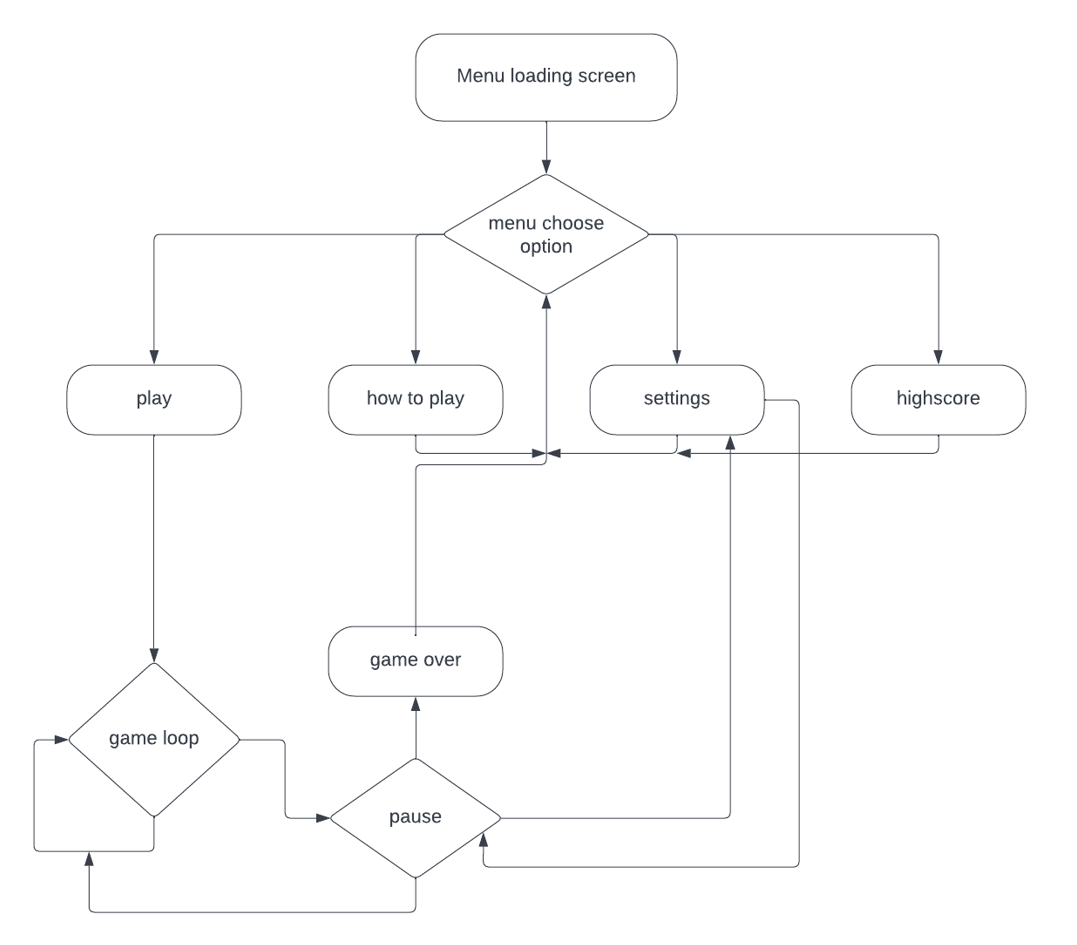 Menu loading screen
menu choose
option
play
how to play
settings
highscore
game over
game loop
pause